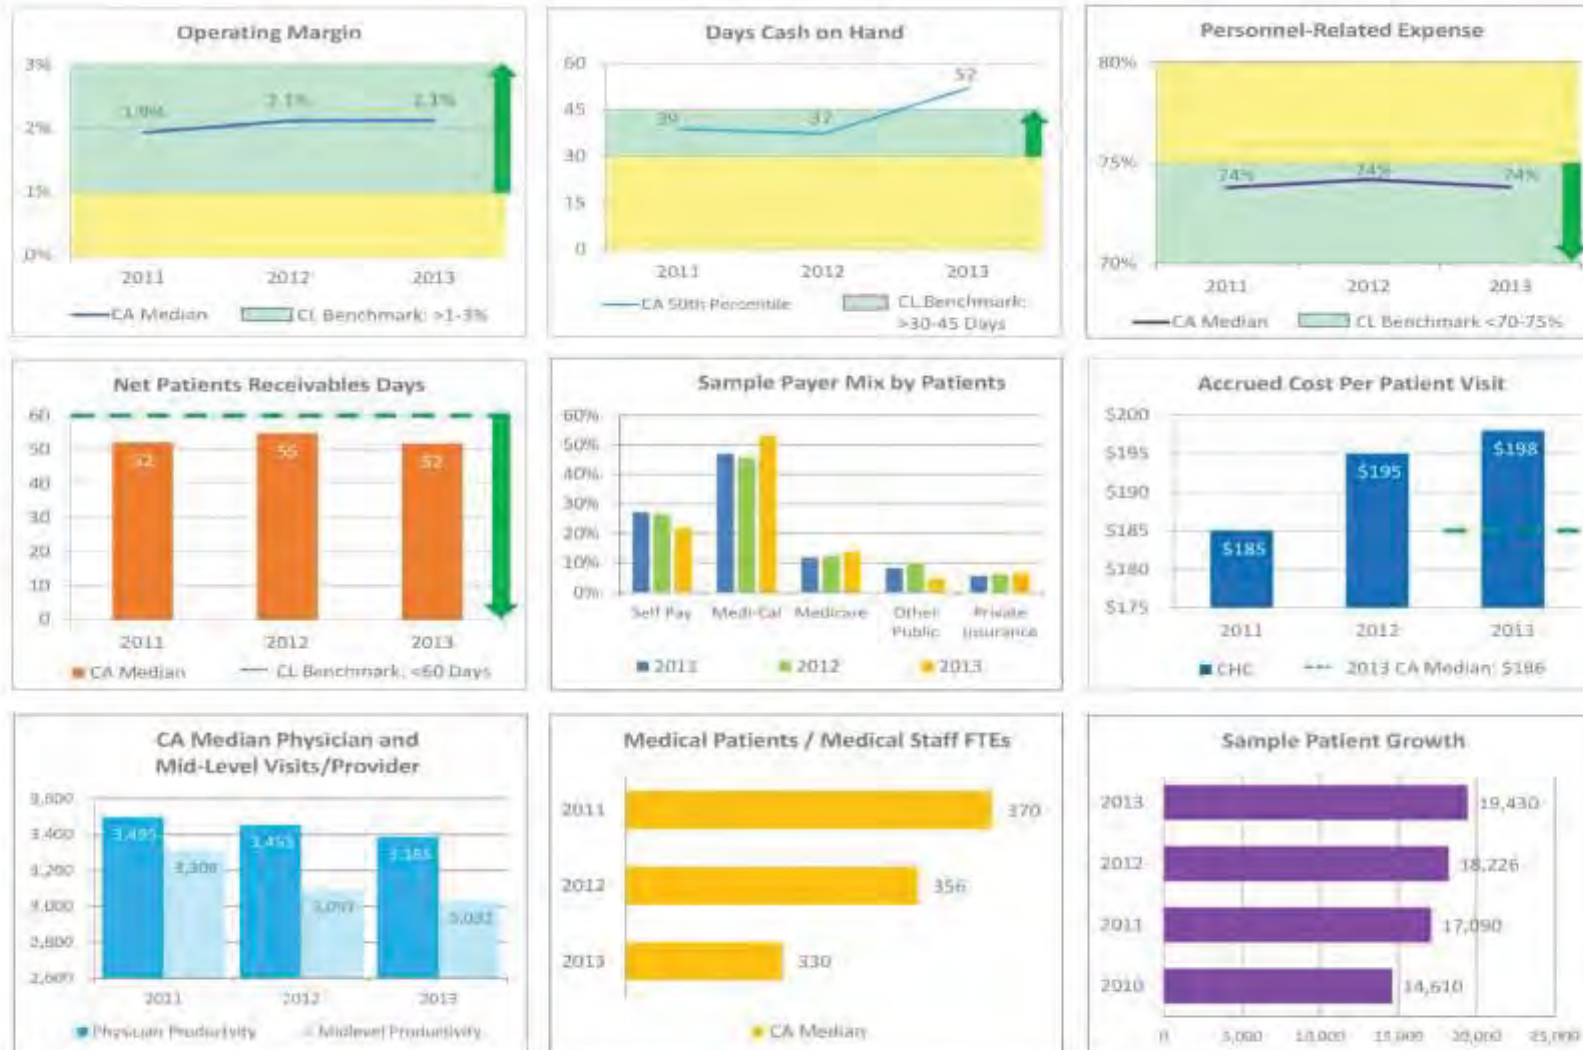 Operating Margin
3%
2%
1%
0%
1.9%
2.1%
2.1%
2011 2012 2013
CA Median CL Benchmark: >1-3%
Days Cash on Hand
60
45
30
15
0
39
37
52
2011 2012 2013
CA 50th Percentile CL Benchmark:
>30-45 Days
Personnel-Related Expense
80%
75%
70%
74%
74%
74%
2011 2012 2013
CA Median CL Benchmark <70-75%
Net Patients Receivables Days
60
50
40
30
20
10
0
52
55
52
2011 2012 2013
CA Median CL Benchmark: <60 Days
Sample Payer Mix by Patients
60%
50%
40%
30%
20%
10%
0%
Self Pay Medi-Cal Medicare Other Private
Public Insurance
2011 2012 2013
Accrued Cost Per Patient Visit
$200
$195
$190
$185
$180
$175
$185
$195
$198
2011 2012 2013
CHC 2013 CA Median: $186
CA Median Physician and
Mid-Level Visits/Provider
3,400
3,200
3,000
3,453
2011 2012 2013
Physician Productivity Midlevel Productivity
Medical Patients / Medical Staff FTEs
2011 370
2012 356
2013 330
CA Median
Sample Patient Growth
2013 19,430
2012 18,226
2011 17,090
2010 14,610
0 5,000 10,000 15,000 20,000 25,000